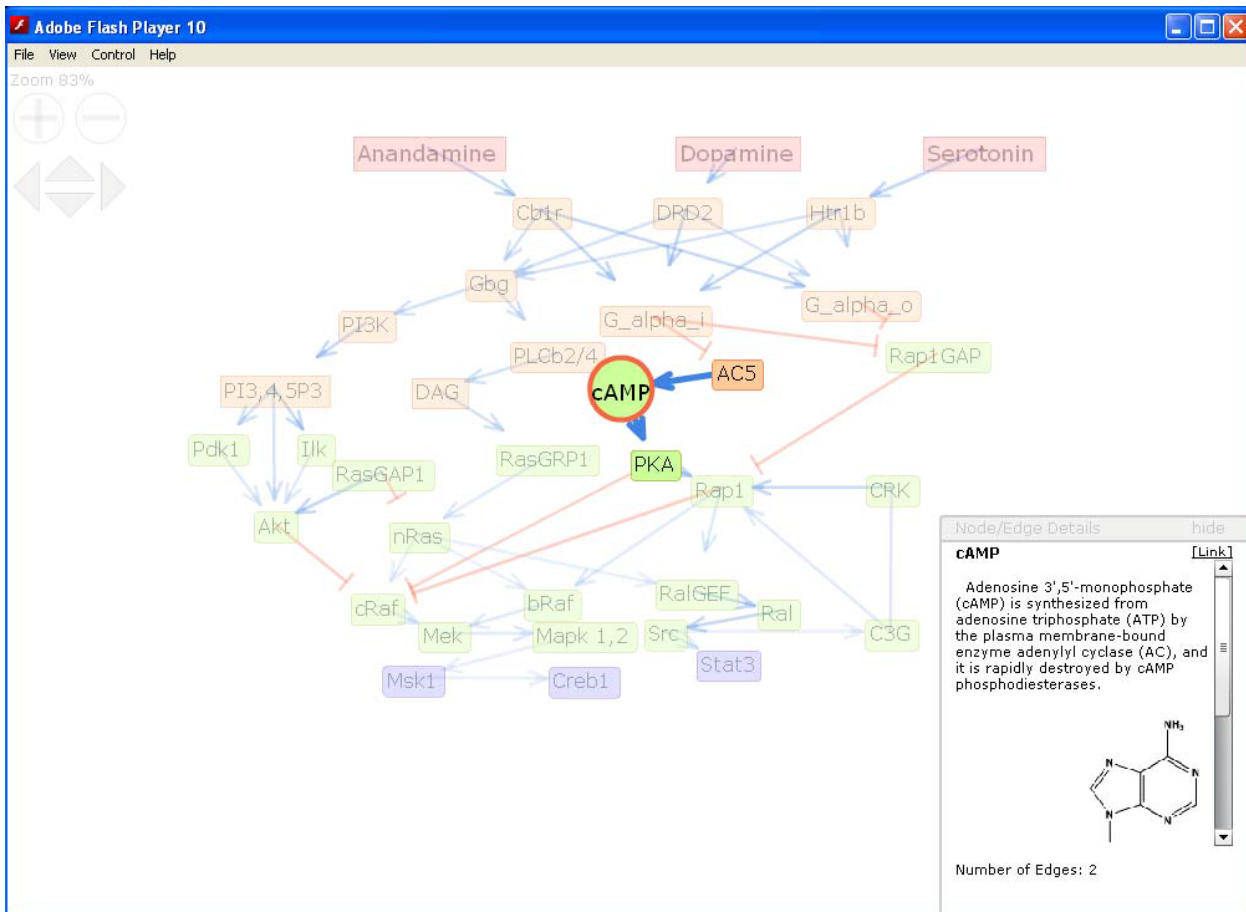 Adobe Flash Player 10
File View Control Help
Zoom 83%
Anandamine Dopamine Serotonin
Cb1r DRD2 Htr1b
Gbg
G_alpha_o
PI3K G_alpha_i
PLCb2/4 Rap1GAP
AC5
PI3,4,5P3 DAG cAMP
Pdk1 Ilk RasGRP1 PKA
RasGAP1
Rap1 CRK
Akt nRas
Node/Edge Details hide
cAMP [Link]
Adenosine 3',5'-monophosphate
(cAMP) is synthesized from
adenosine triphosphate (ATP) by
the plasma membrane-bound
enzyme adenylyl cyclase (AC), and
it is rapidly destroyed by cAMP
phosphodiesterases.
RalGEF
cRaf bRaf Ral
Mek Mapk 1,2 Src C3G
Stat3
Msk1 Creb1
NH₂
N N
N N
Number of Edges: 2